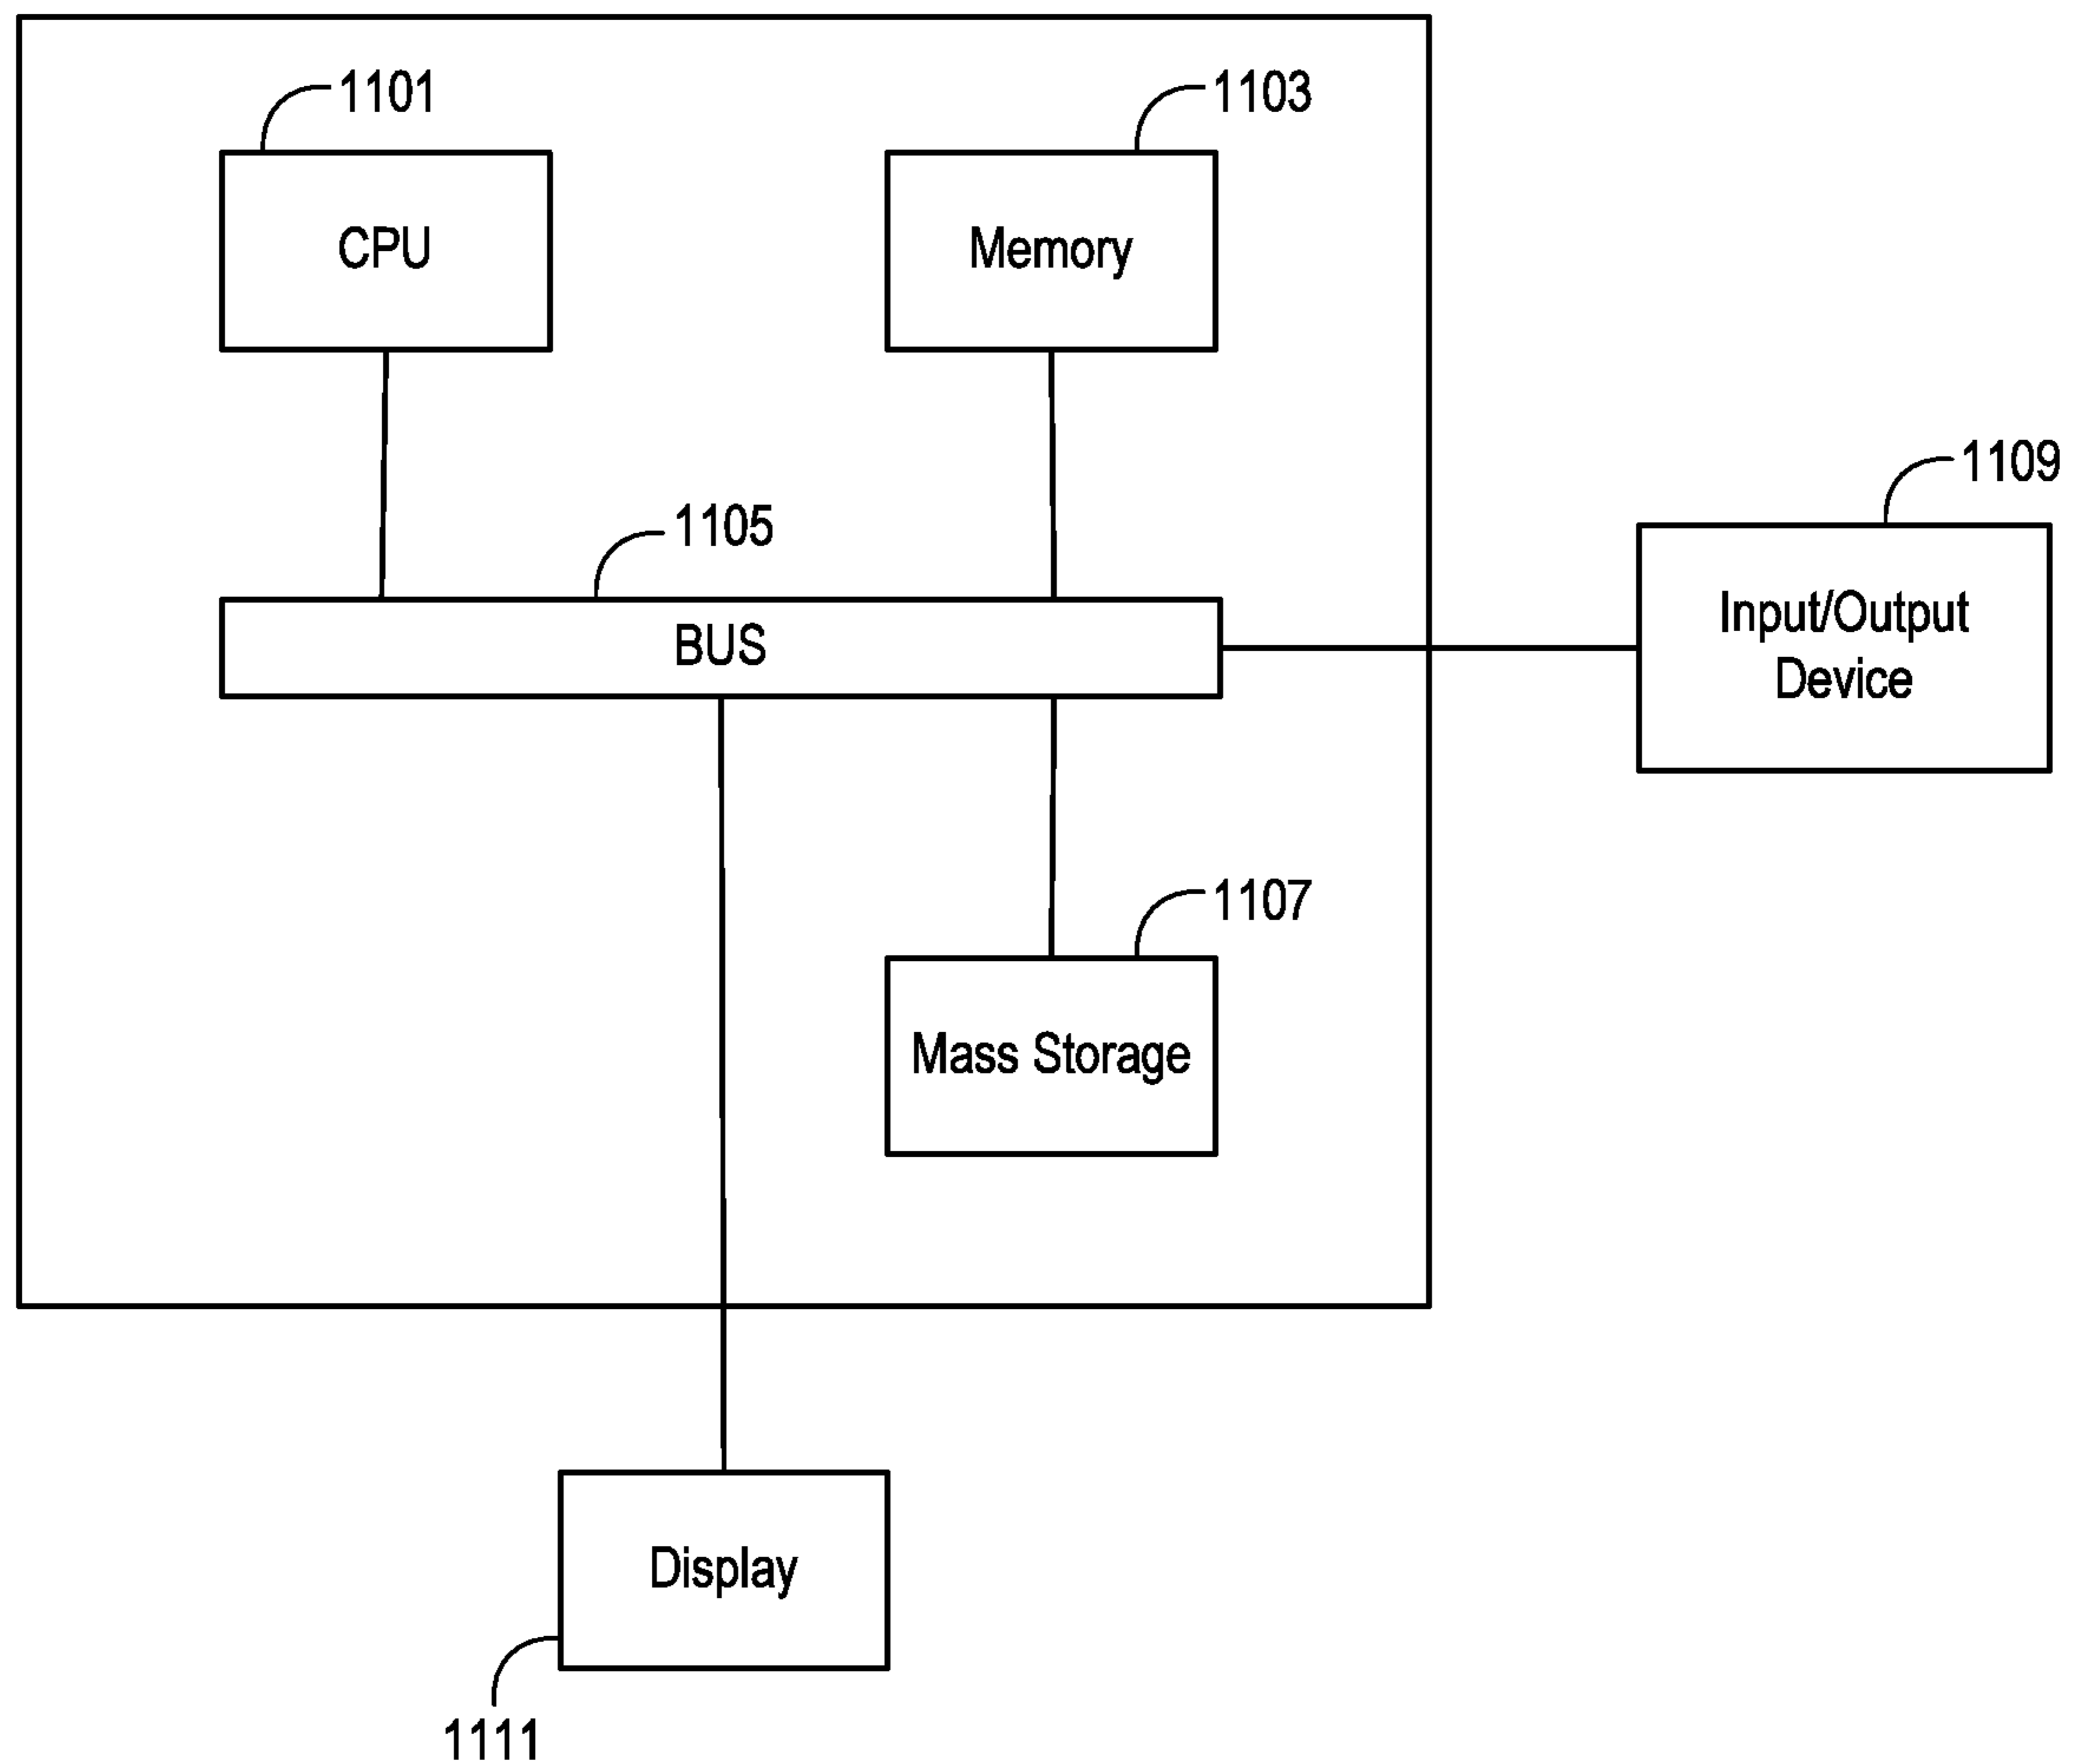 1101
1103
CPU
Memory
1109
1105
Input/Output
Device
BUS
1107
Mass Storage
Display
1111